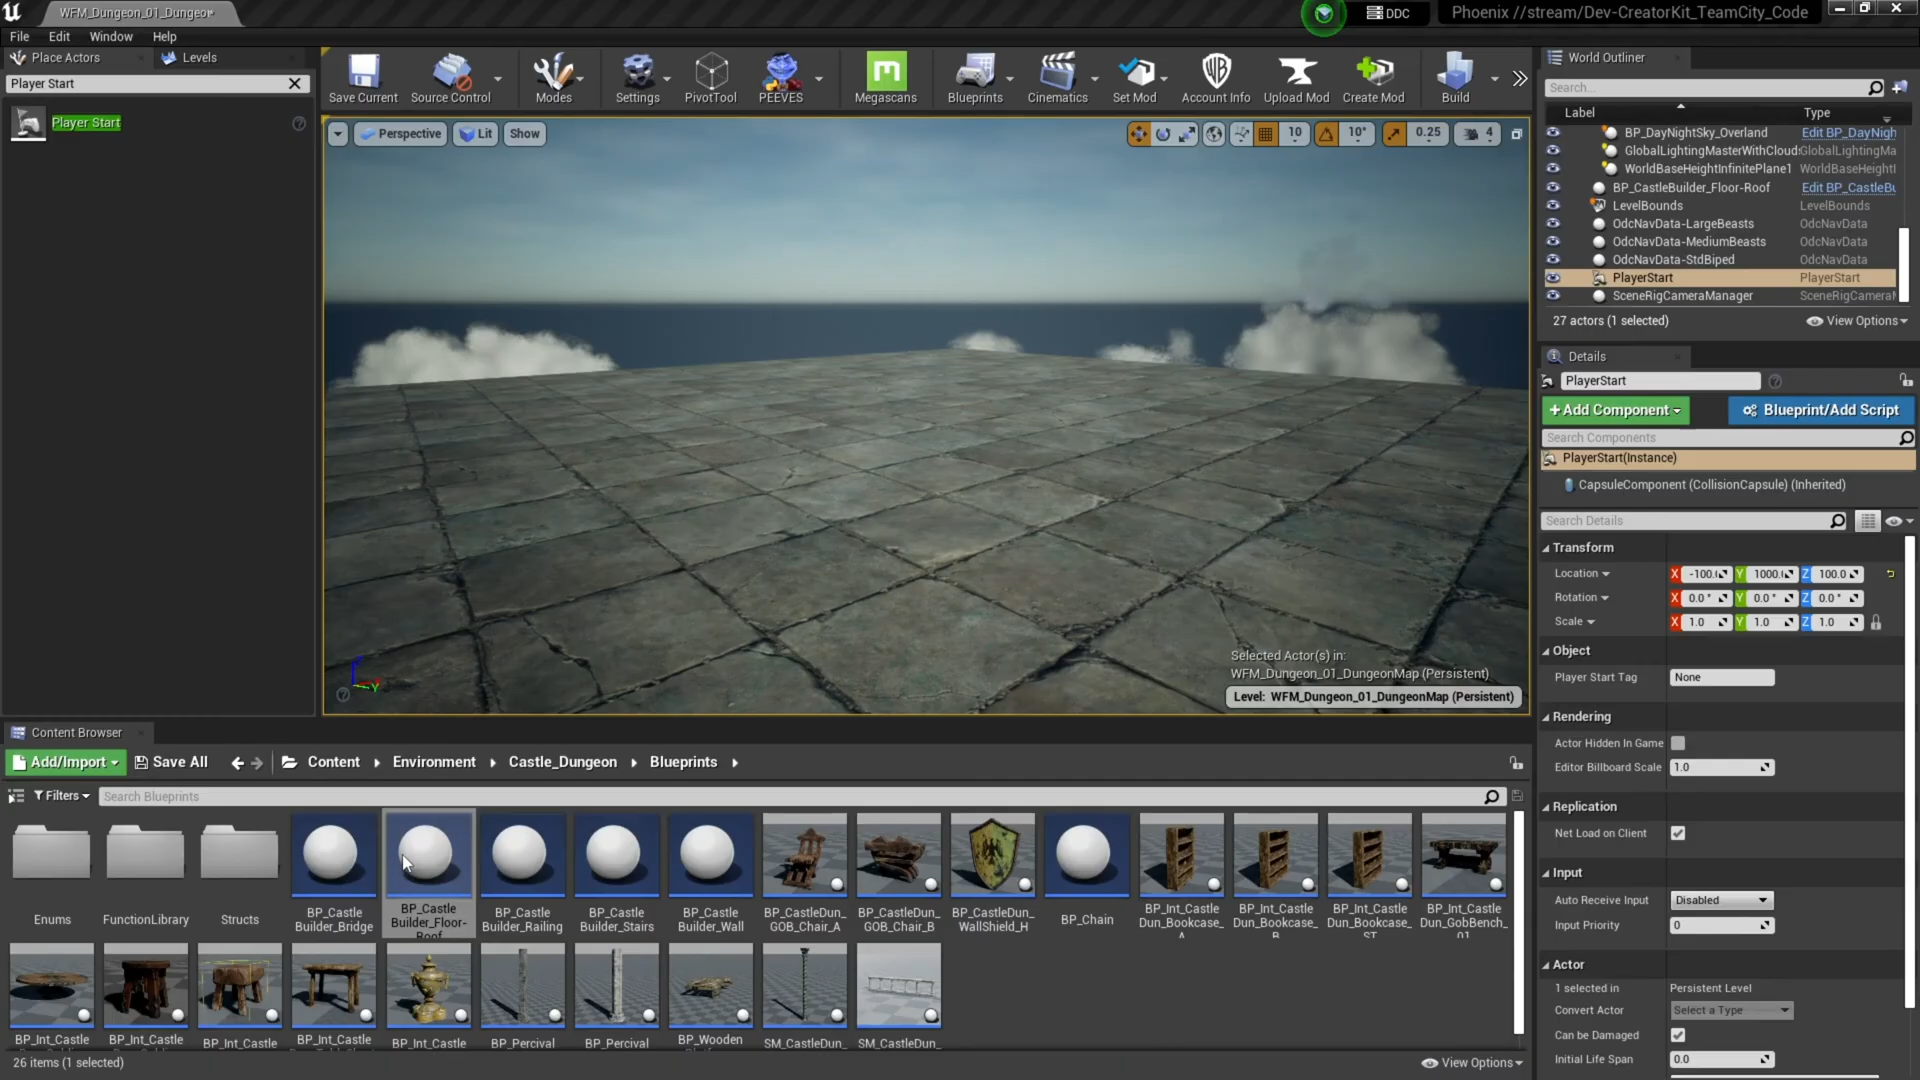 WFM_Dungeon_01_Dungeon•
DDC
Phoenix //stream/Dev-CreatorKit_TeamCity_Code
File Edit Window Help
Place Actors
Levels
Player Start
Player Start
Save Current
Source Control
Modes
Settings
PivotTool
PEEVES
Megascans
Blueprints
Cinematics
Set Mod
Account Info
Upload Mod
Create Mod
Build
Perspective
Lit
Show
10
10°
0.25
4
Selected Actor(s) in:
WFM_Dungeon_01_DungeonMap (Persistent)
Level: WFM_Dungeon_01_DungeonMap (Persistent)
World Outliner
Search...
Label Type
BP_DayNightSky_Overland Edit BP_DayNigh
GlobalLightingMasterWithCloud: GlobalLightingMa
WorldBaseHeightInfinitePlane1 WorldBaseHeightI
BP_CastleBuilder_Floor-Roof Edit BP_CastleBu
LevelBounds LevelBounds
OdcNavData-LargeBeasts OdcNavData
OdcNavData-MediumBeasts OdcNavData
OdcNavData-StdBiped OdcNavData
PlayerStart PlayerStart
SceneRigCameraManager SceneRigCameraM
27 actors (1 selected)
View Options
Details
PlayerStart
+Add Component
Blueprint/Add Script
Search Components
PlayerStart(Instance)
CapsuleComponent (CollisionCapsule) (Inherited)
Search Details
Transform
Location X -100.( Y 1000.( Z 100.0
Rotation X 0.0 ° Y 0.0 ° Z 0.0 °
Scale X 1.0 Y 1.0 Z 1.0
Object
Player Start Tag None
Rendering
Actor Hidden In Game
Editor Billboard Scale 1.0
Replication
Net Load on Client
Input
Auto Receive Input Disabled
Input Priority 0
Actor
1 selected in Persistent Level
Convert Actor Select a Type
Can be Damaged
Initial Life Span 0.0
Content Browser
Add/Import
Save All
Content
Environment
Castle_Dungeon
Blueprints
Filters
Search Blueprints
Enums
FunctionLibrary
Structs
BP_Castle
Builder_Bridge
BP_Castle
Builder_Floor-
Roof
BP_Castle
Builder_Railing
BP_Castle
Builder_Stairs
BP_Castle
Builder_Wall
BP_CastleDun_
GOB_Chair_A
BP_CastleDun_
GOB_Chair_B
BP_CastleDun_
WallShield_H
BP_Chain
BP_Int_Castle
Dun_Bookcase_
A
BP_Int_Castle
Dun_Bookcase_
B
BP_Int_Castle
Dun_Bookcase_
ST
BP_Int_Castle
Dun_GobBench_
01
BP_Int_Castle
BP_Int_Castle
BP_Int_Castle
BP_Int_Castle
BP_Int_Castle
BP_Percival
BP_Percival
BP_Wooden
SM_CastleDun_
SM_CastleDun_
26 items (1 selected)
View Options